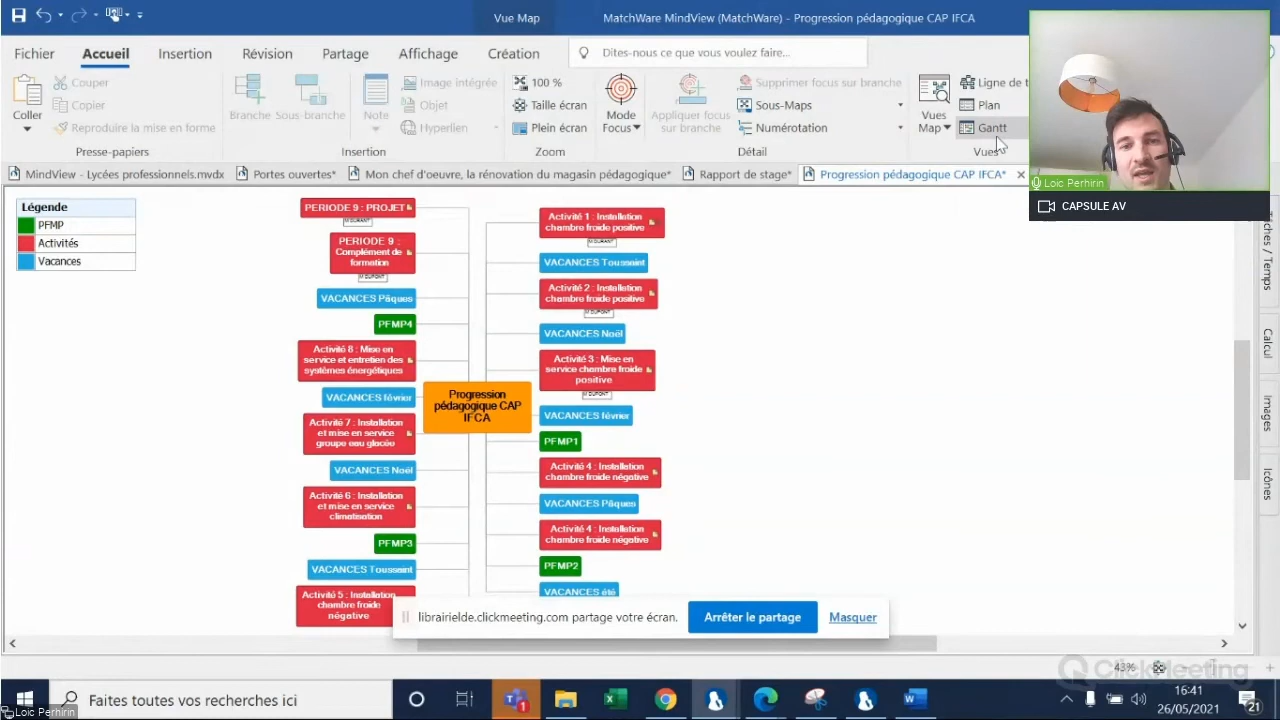 Vue Map
MatchWare MindView (MatchWare) - Progression pédagogique CAP IFCA
Fichier
Accueil
Insertion
Révision
Partage
Affichage
Création
Dites-nous ce que vous voulez faire...
Coller
Couper
Copier
Reproduire la mise en forme
Presse-papiers
Branche
Sous-branche
Note
Image intégrée
Objet
Hyperlien
Insertion
100 %
Taille écran
Plein écran
Zoom
Mode
Focus
Appliquer focus
sur branche
Supprimer focus sur branche
Sous-Maps
Numérotation
Détail
Vues
Map
Ligne de t
Plan
Gantt
Vues
Loic Perhirin
CAPSULE AV
MindView - Lycées professionnels.mvdx
Portes ouvertes*
Mon chef d'oeuvre, la rénovation du magasin pédagogique*
Rapport de stage*
Progression pédagogique CAP IFCA*
Légende
PFMP
Activités
Vacances
PERIODE 9 : PROJET
M DURANT
PERIODE 9 :
Complément de
formation
M DUPONT
VACANCES Pâques
PFMP4
Activité 8 : Mise en
service et entretien des
systèmes énergétiques
VACANCES février
Activité 7 : Installation
et mise en service
groupe eau glacée
VACANCES Noël
Activité 6 : Installation
et mise en service
climatisation
PFMP3
VACANCES Toussaint
Activité 5 : Installation
chambre froide
négative
Progression
pédagogique CAP
IFCA
Activité 1 : Installation
chambre froide positive
M DURANT
VACANCES Toussaint
Activité 2 : Installation
chambre froide positive
M DUPONT
VACANCES Noël
Activité 3 : Mise en
service chambre froide
positive
M DUPONT
VACANCES février
PFMP1
Activité 4 : Installation
chambre froide négative
VACANCES Pâques
Activité 4 : Installation
chambre froide négative
PFMP2
VACANCES été
Calcul
Images
Icônes
librairielde.clickmeeting.com partage votre écran.
Arrêter le partage
Masquer
43%
ClickMeeting
Faites toutes vos recherches ici
Loic Perhirin
1
16:41
26/05/2021
21